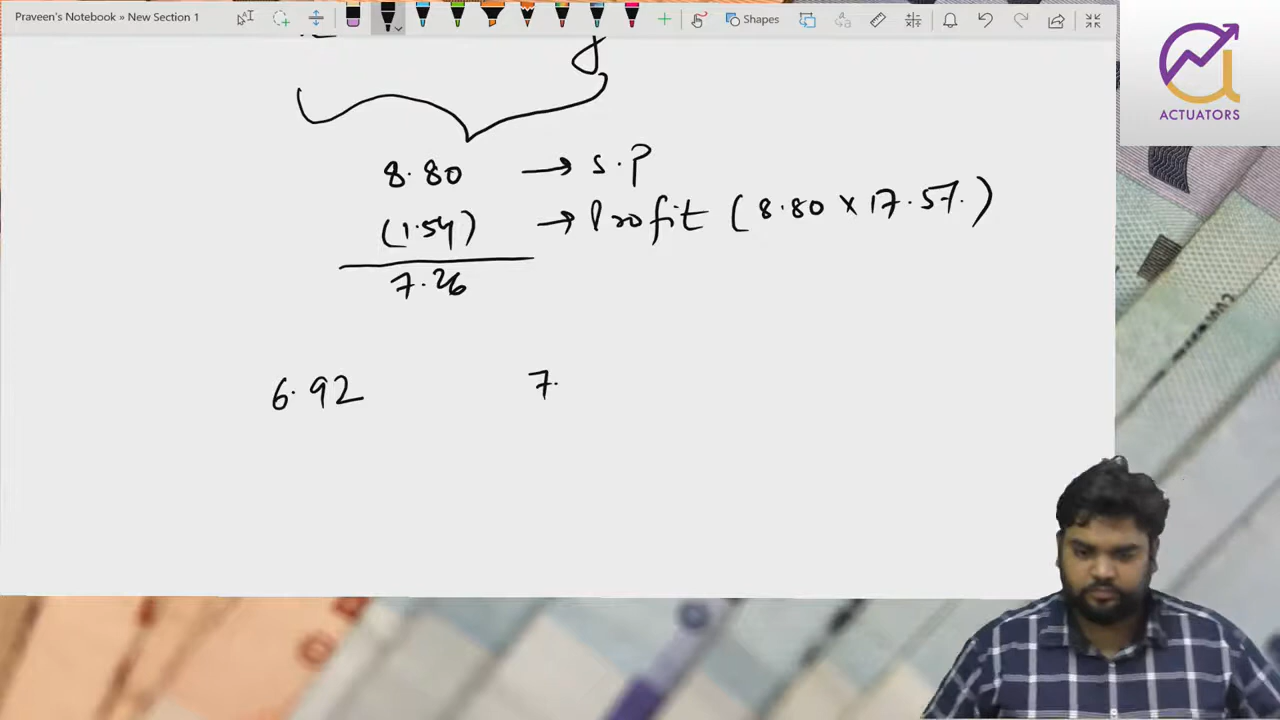 Praveen's Notebook » New Section 1
Shapes
ACTUATORS
8.80 → S.P
(1.54) → Profit (8.80 × 17.5%)
7.26
6.92 7.